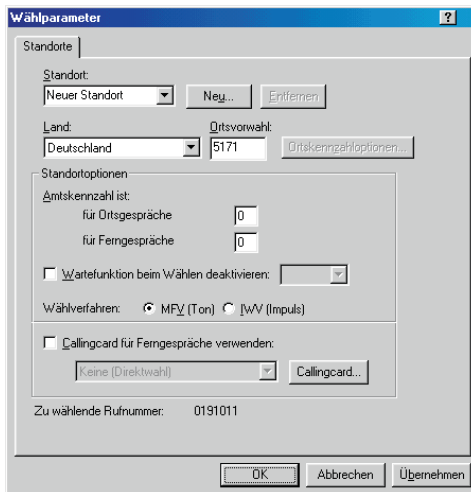 Wählparameter ?
Standorte
Standort:
Neuer Standort Neu... Entfernen
Land: Ortsvorwahl:
Deutschland 5171 Ortskennzahloptionen...
Standortoptionen
Amtskennzahl ist:
für Ortsgespräche 0
für Ferngespräche 0
Wartefunktion beim Wählen deaktivieren:
Wählverfahren: MFV (Ton) IWV (Impuls)
Callingcard für Ferngespräche verwenden:
Keine (Direktwahl) Callingcard...
Zu wählende Rufnummer: 0191011
OK Abbrechen Übernehmen